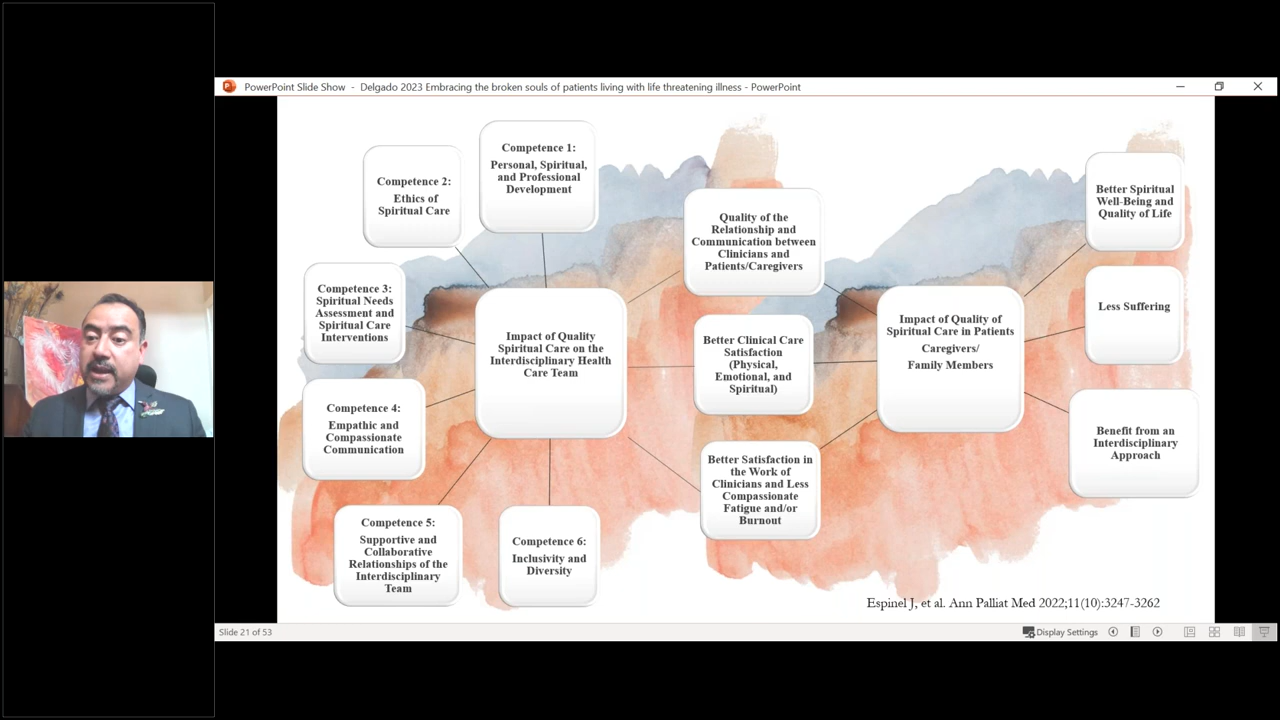 PowerPoint Slide Show - Delgado 2023 Embracing the broken souls of patients living with life threatening illness - PowerPoint
Competence 1:
Personal, Spiritual,
and Professional
Development
Competence 2:
Ethics of
Spiritual Care
Competence 3:
Spiritual Needs
Assessment and
Spiritual Care
Interventions
Competence 4:
Empathic and
Compassionate
Communication
Competence 5:
Supportive and
Collaborative
Relationships of the
Interdisciplinary
Team
Competence 6:
Inclusivity and
Diversity
Impact of Quality
Spiritual Care on the
Interdisciplinary Health
Care Team
Quality of the
Relationship and
Communication between
Clinicians and
Patients/Caregivers
Better Clinical Care
Satisfaction
(Physical,
Emotional, and
Spiritual)
Better Satisfaction in
the Work of
Clinicians and Less
Compassionate
Fatigue and/or
Burnout
Impact of Quality of
Spiritual Care in Patients
Caregivers/
Family Members
Better Spiritual
Well-Being and
Quality of Life
Less Suffering
Benefit from an
Interdisciplinary
Approach
Espinel J, et al. Ann Palliat Med 2022;11(10):3247-3262
Slide 21 of 53
Display Settings